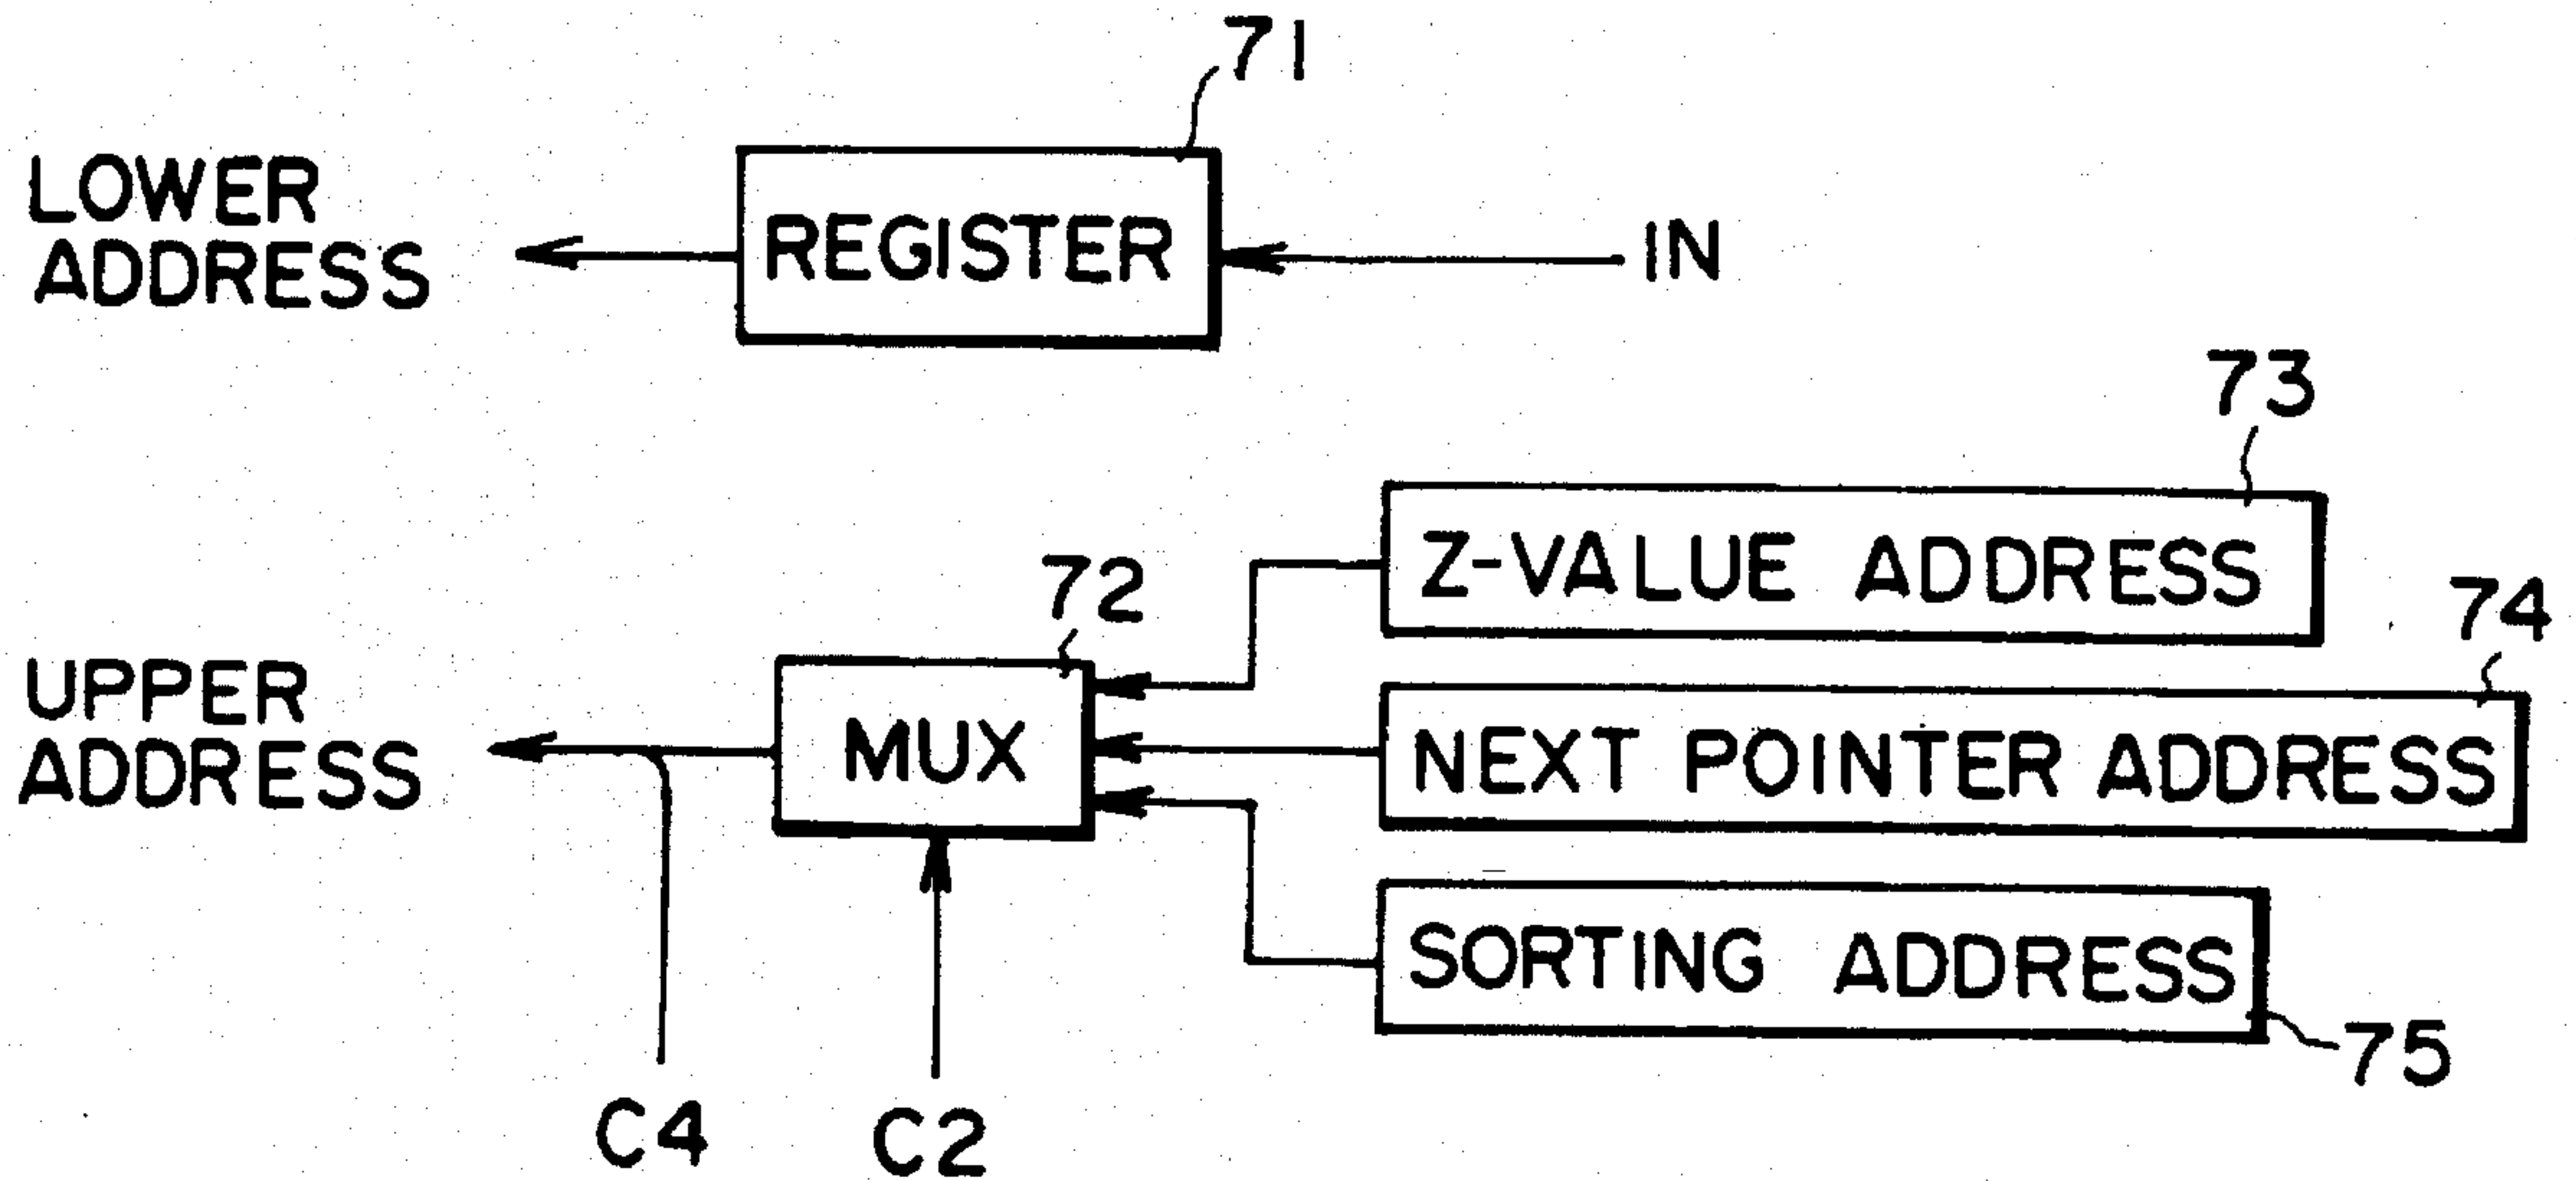 71
LOWER
ADDRESS
REGISTER
IN
73
Z-VALUE ADDRESS
72
74
UPPER
ADDRESS
MUX
NEXT POINTER ADDRESS
SORTING ADDRESS
75
C4
C2